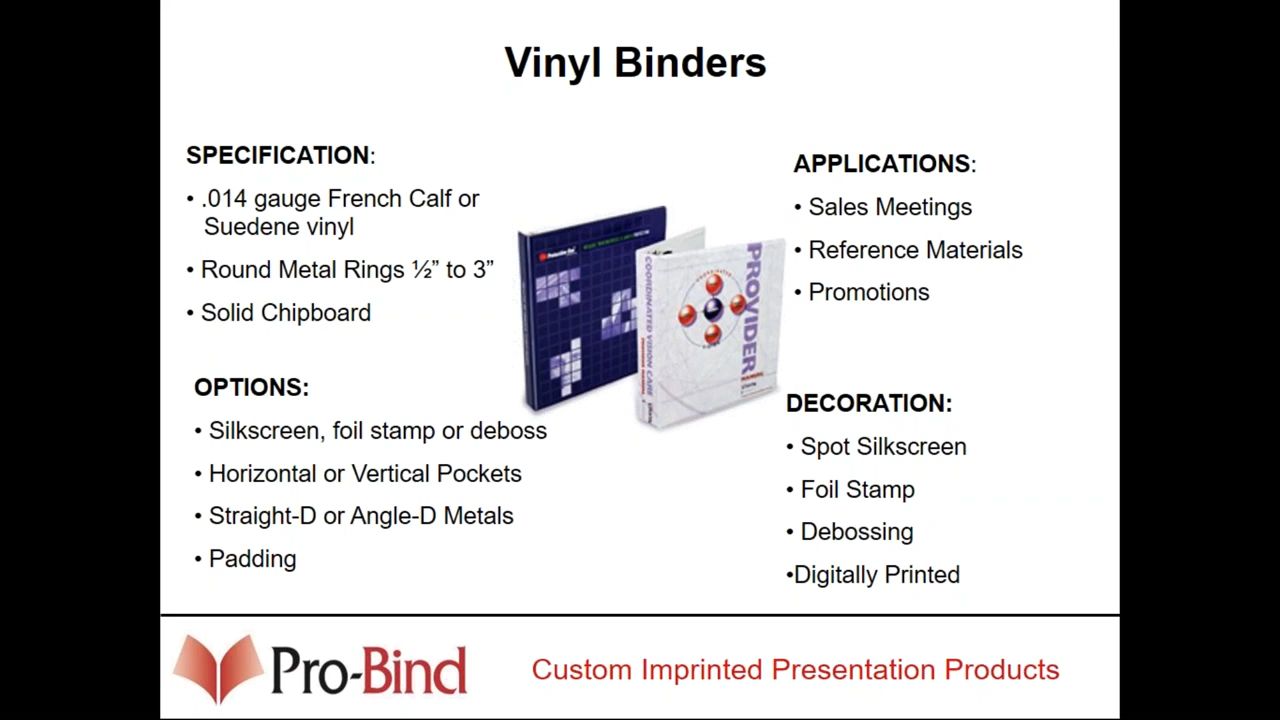 Vinyl Binders
SPECIFICATION:
• .014 gauge French Calf or
Suedene vinyl
• Round Metal Rings ½” to 3”
• Solid Chipboard
OPTIONS:
• Silkscreen, foil stamp or deboss
• Horizontal or Vertical Pockets
• Straight-D or Angle-D Metals
• Padding
COORDINATED VISION CARE
PROVIDER
APPLICATIONS:
• Sales Meetings
• Reference Materials
• Promotions
DECORATION:
• Spot Silkscreen
• Foil Stamp
• Debossing
•Digitally Printed
Pro-Bind
Custom Imprinted Presentation Products